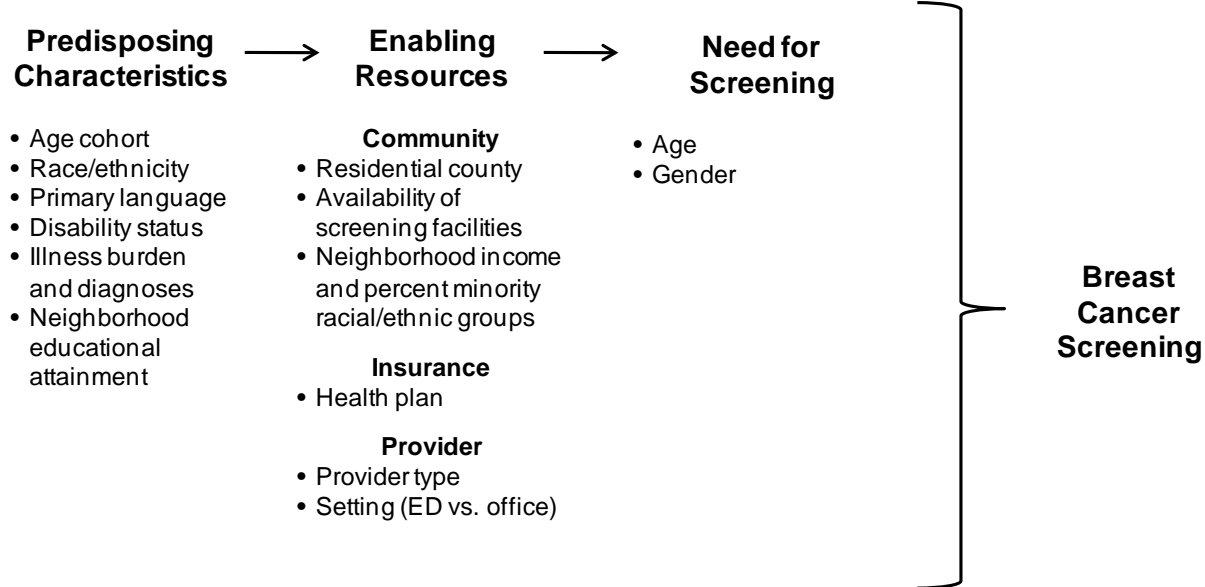 Predisposing
Characteristics
• Age cohort
• Race/ethnicity
• Primary language
• Disability status
• Illness burden
and diagnoses
• Neighborhood
educational
attainment
Enabling
Resources
Community
• Residential county
• Availability of
screening facilities
• Neighborhood income
and percent minority
racial/ethnic groups
Insurance
• Health plan
Provider
• Provider type
• Setting (ED vs. office)
Need for
Screening
• Age
• Gender
Breast
Cancer
Screening